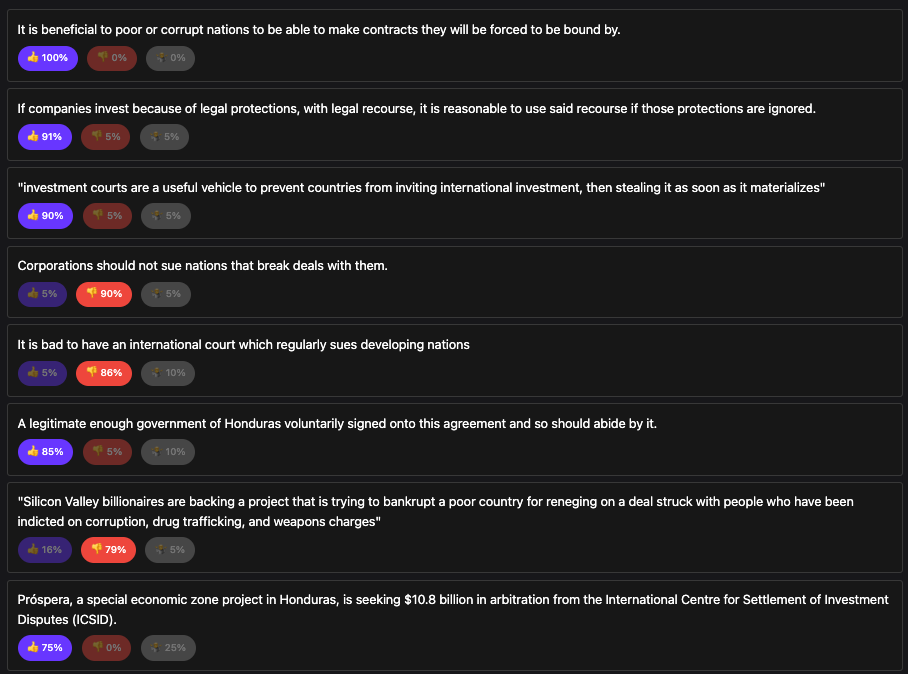 It is beneficial to poor or corrupt nations to be able to make contracts they will be forced to be bound by.
👍 100% 👎 0% 🤷 0%
If companies invest because of legal protections, with legal recourse, it is reasonable to use said recourse if those protections are ignored.
👍 91% 👎 5% 🤷 5%
"investment courts are a useful vehicle to prevent countries from inviting international investment, then stealing it as soon as it materializes"
👍 90% 👎 5% 🤷 5%
Corporations should not sue nations that break deals with them.
👍 5% 👎 90% 🤷 5%
It is bad to have an international court which regularly sues developing nations
👍 5% 👎 86% 🤷 10%
A legitimate enough government of Honduras voluntarily signed onto this agreement and so should abide by it.
👍 85% 👎 5% 🤷 10%
"Silicon Valley billionaires are backing a project that is trying to bankrupt a poor country for reneging on a deal struck with people who have been
indicted on corruption, drug trafficking, and weapons charges"
👍 16% 👎 79% 🤷 5%
Próspera, a special economic zone project in Honduras, is seeking $10.8 billion in arbitration from the International Centre for Settlement of Investment
Disputes (ICSID).
👍 75% 👎 0% 🤷 25%